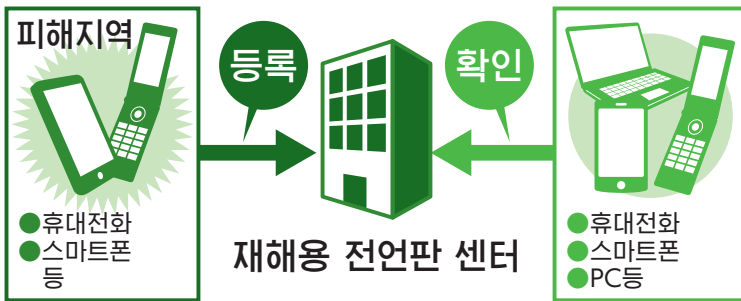 피해지역
등록
확인
●휴대전화
●스마트폰
등
재해용 전언판 센터
●휴대전화
●스마트폰
●PC등